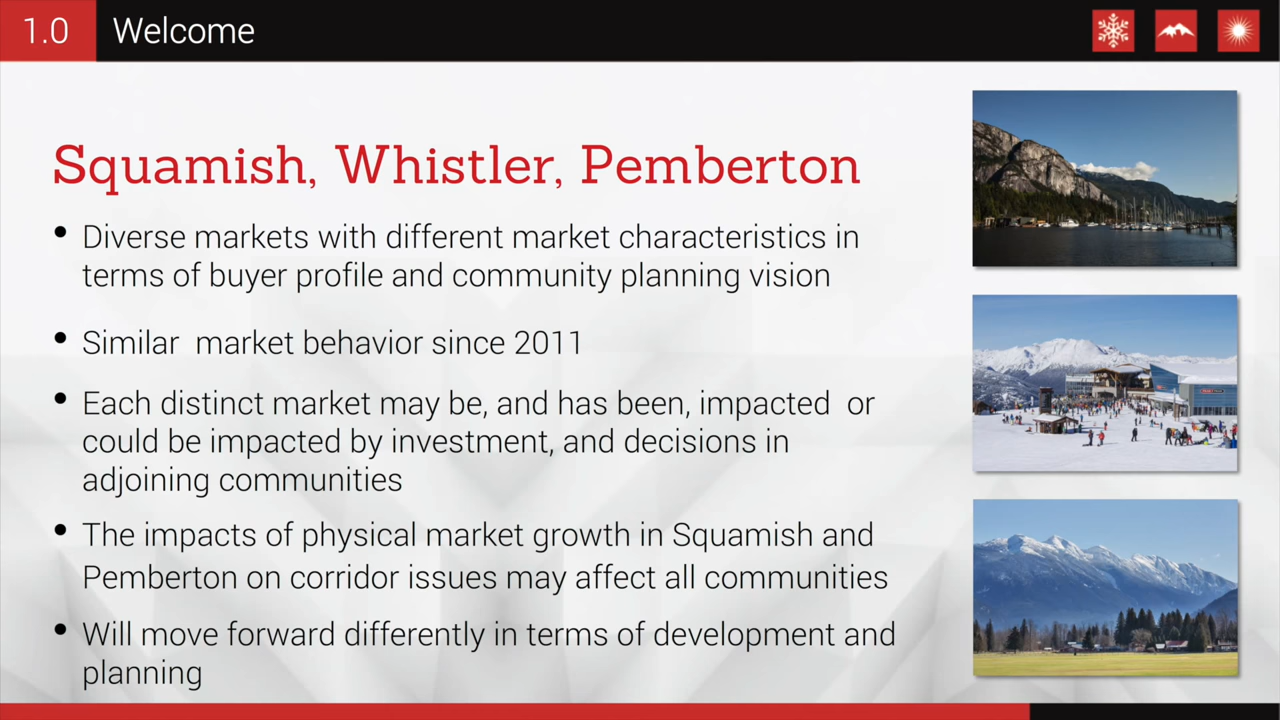 1.0 Welcome
Squamish, Whistler, Pemberton
• Diverse markets with different market characteristics in
terms of buyer profile and community planning vision
• Similar  market behavior since 2011
• Each distinct market may be, and has been, impacted  or
could be impacted by investment, and decisions in
adjoining communities
• The impacts of physical market growth in Squamish and
Pemberton on corridor issues may affect all communities
• Will move forward differently in terms of development and
planning